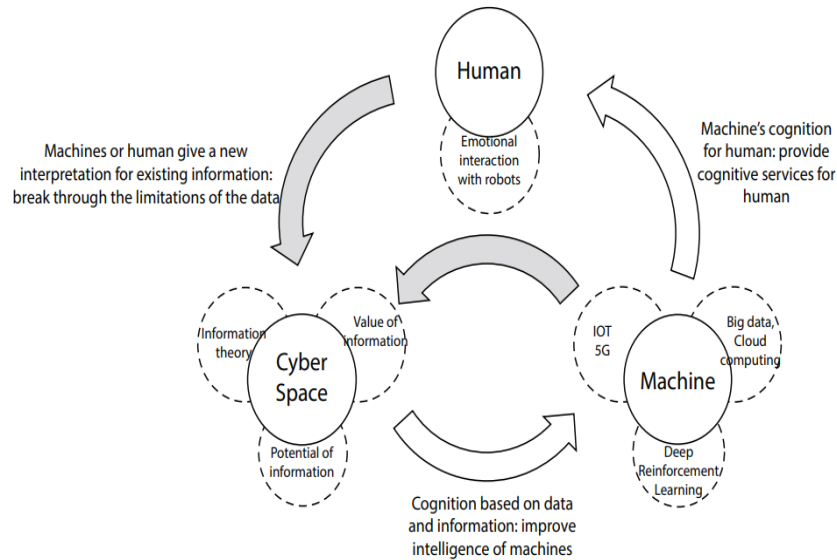 Human
Emotional
interaction
with robots
Machines or human give a new
interpretation for existing information:
break through the limitations of the data
Machine's cognition
for human: provide
cognitive services for
human
Information
theory
Value of
information
Cyber
Space
Potential of
information
IOT
5G
Big data,
Cloud
computing
Machine
Deep
Reinforcement
Learning
Cognition based on data
and information: improve
intelligence of machines